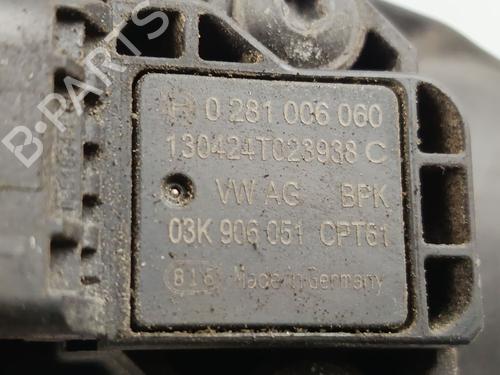 B-PARTS
0 281 006 060
130424T023938 C
VW AG BPK
03K 906 051 CPT61
816 Made in Germany